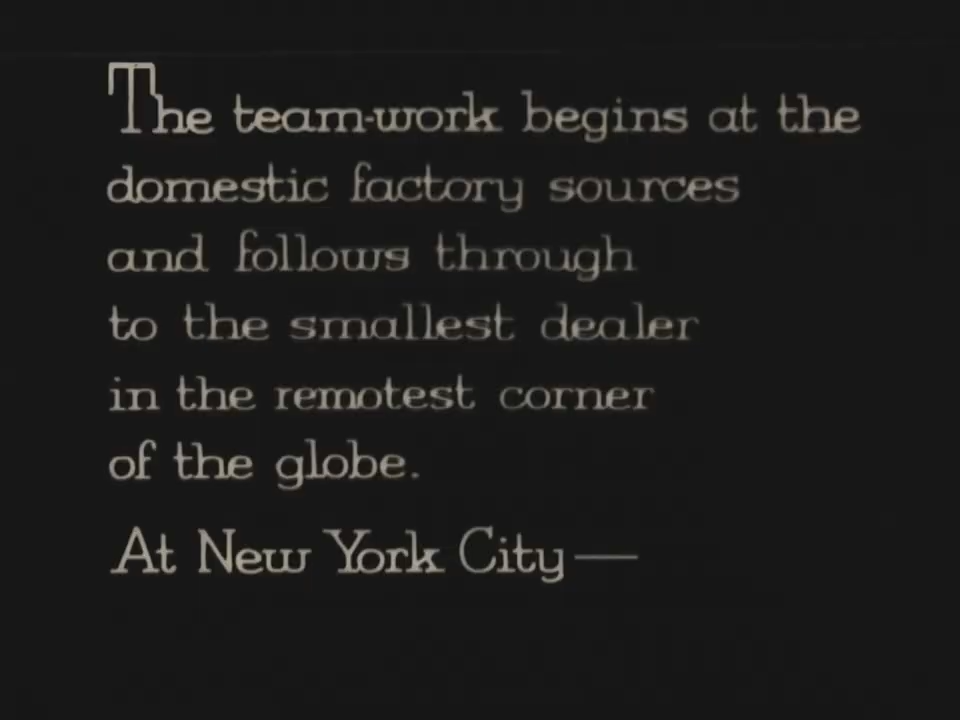 The team-work begins at the
domestic factory sources
and follows through
to the smallest dealer
in the remotest corner
of the globe.
At New York City—